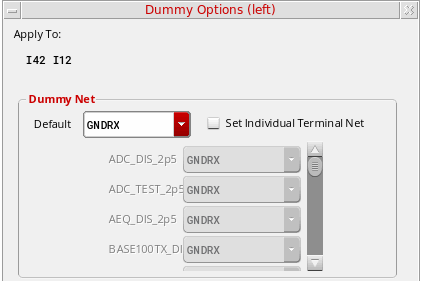 Dummy Options (left)
Apply To:
I42 I12
Dummy Net
Default GNDRX Set Individual Terminal Net
ADC_DIS_2p5 GNDRX
ADC_TEST_2p5 GNDRX
AEQ_DIS_2p5 GNDRX
BASE100TX_DI GNDRX